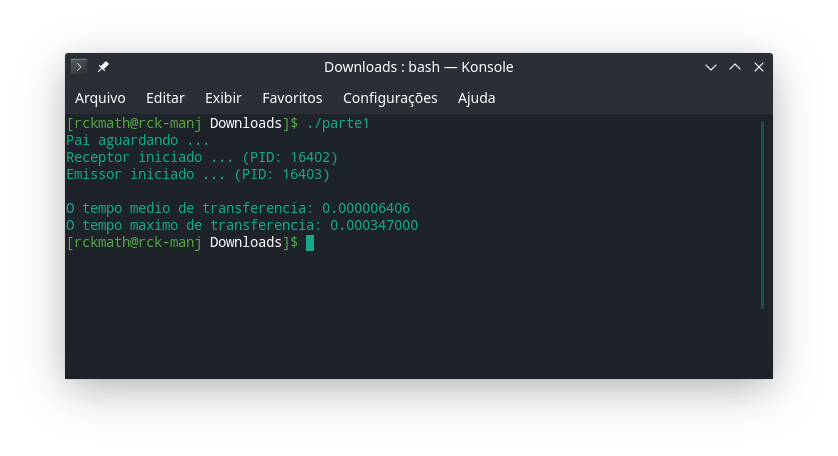 Downloads : bash — Konsole
Arquivo Editar Exibir Favoritos Configurações Ajuda
[rckmath@rck-manj Downloads]$ ./parte1
Pai aguardando ...
Receptor iniciado ... (PID: 16402)
Emissor iniciado ... (PID: 16403)
O tempo medio de transferencia: 0.000006406
O tempo maximo de transferencia: 0.000347000
[rckmath@rck-manj Downloads]$